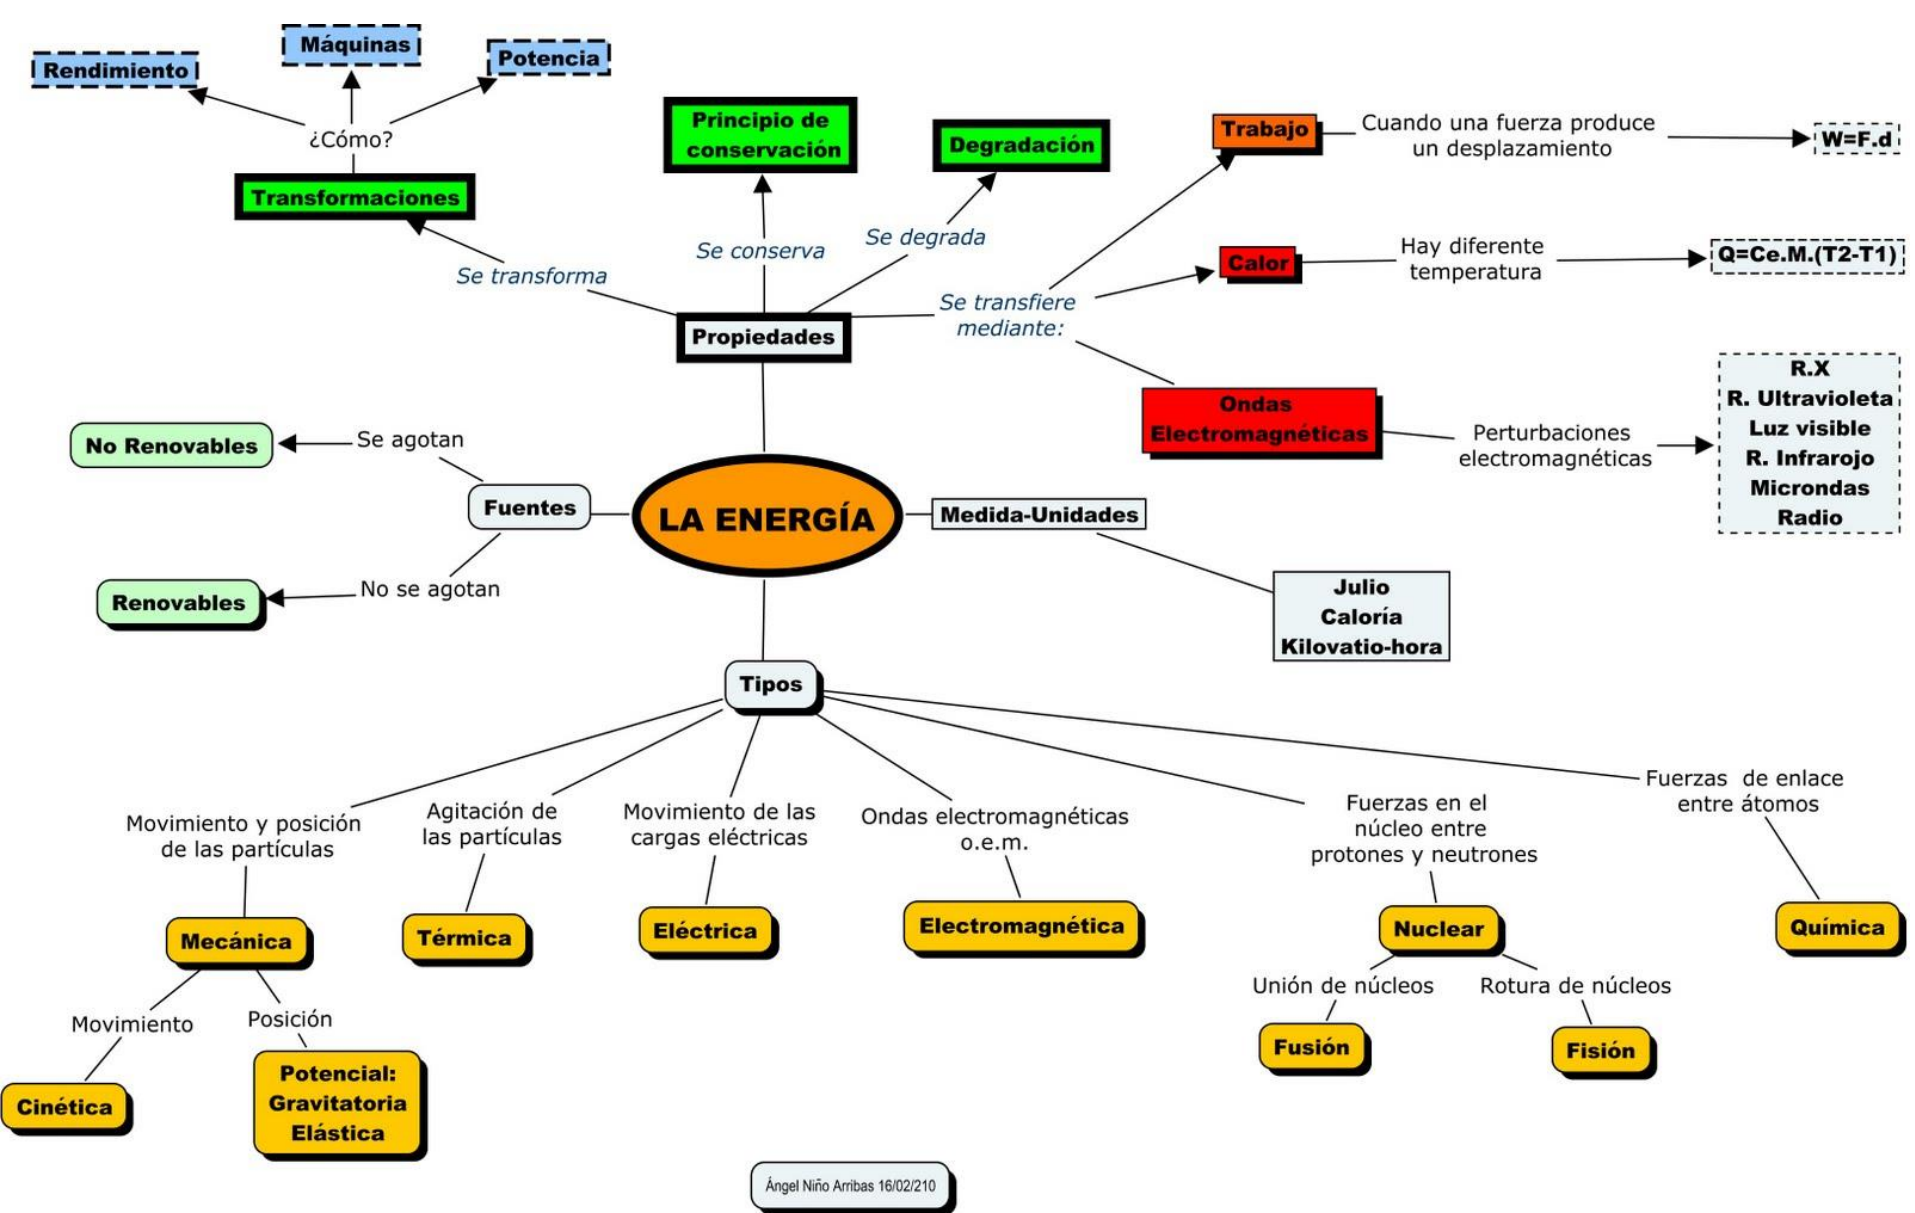 Rendimiento
Máquinas
Potencia
¿Cómo?
Transformaciones
Principio de
conservación
Degradación
Trabajo
Cuando una fuerza produce
un desplazamiento
W=F.d
Se transforma
Se conserva
Se degrada
Se transfiere
mediante:
Calor
Hay diferente
temperatura
Q=Ce.M.(T2-T1)
Propiedades
Ondas
Electromagnéticas
Perturbaciones
electromagnéticas
R.X
R. Ultravioleta
Luz visible
R. Infrarojo
Microndas
Radio
No Renovables
Se agotan
Fuentes
LA ENERGÍA
Medida-Unidades
Renovables
No se agotan
Julio
Caloría
Kilovatio-hora
Tipos
Movimiento y posición
de las partículas
Agitación de
las partículas
Movimiento de las
cargas eléctricas
Ondas electromagnéticas
o.e.m.
Fuerzas en el
núcleo entre
protones y neutrones
Fuerzas  de enlace
entre átomos
Mecánica
Térmica
Eléctrica
Electromagnética
Nuclear
Química
Movimiento
Posición
Unión de núcleos
Rotura de núcleos
Cinética
Potencial:
Gravitatoria
Elástica
Fusión
Fisión
Ángel Niño Arribas 16/02/210